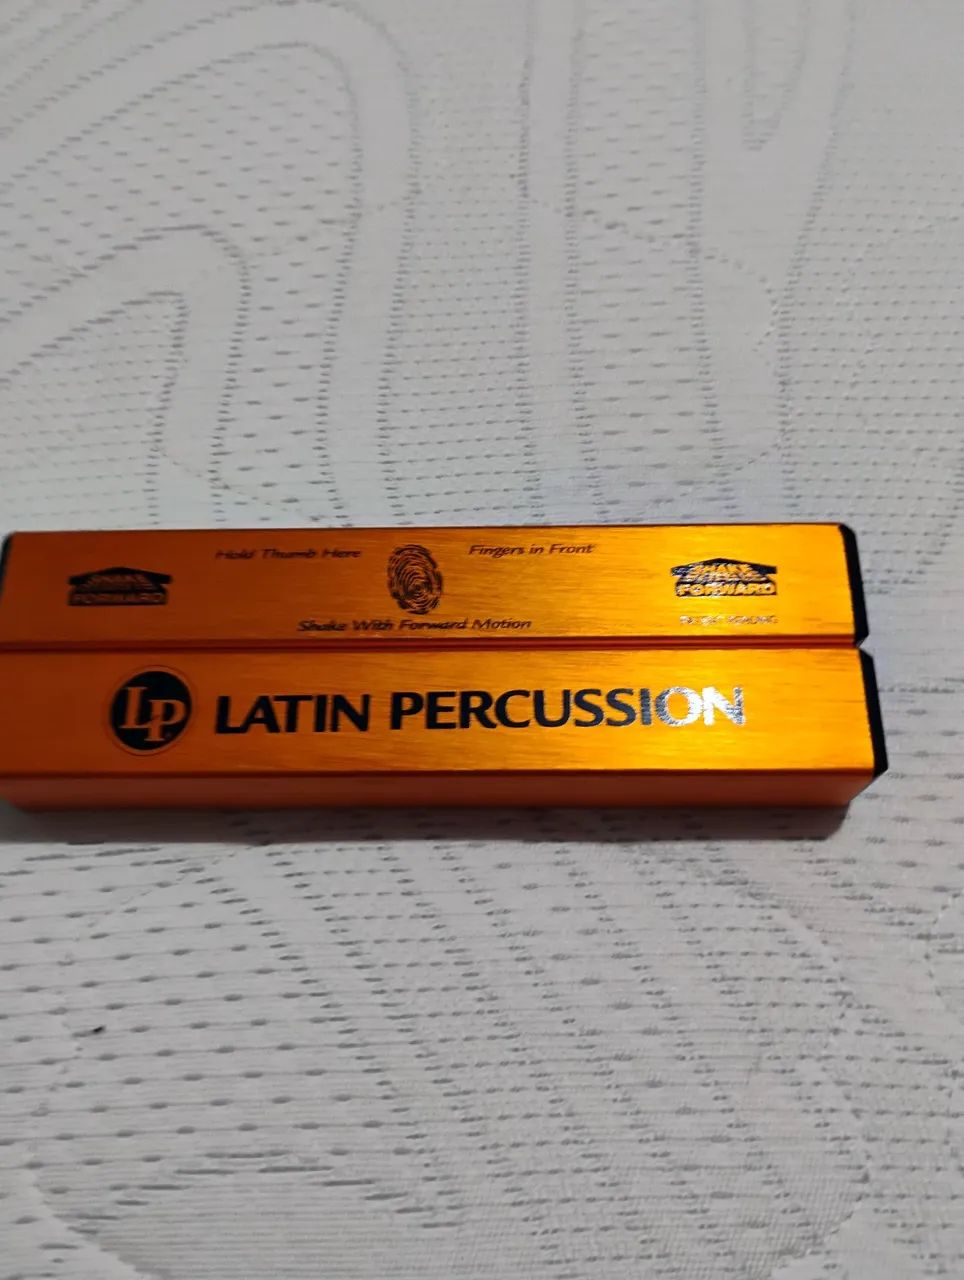 Hold Thumb Here
Fingers in Front
SHAKE
FORWARD
SHAKE
FORWARD
Shake With Forward Motion
LP LATIN PERCUSSION